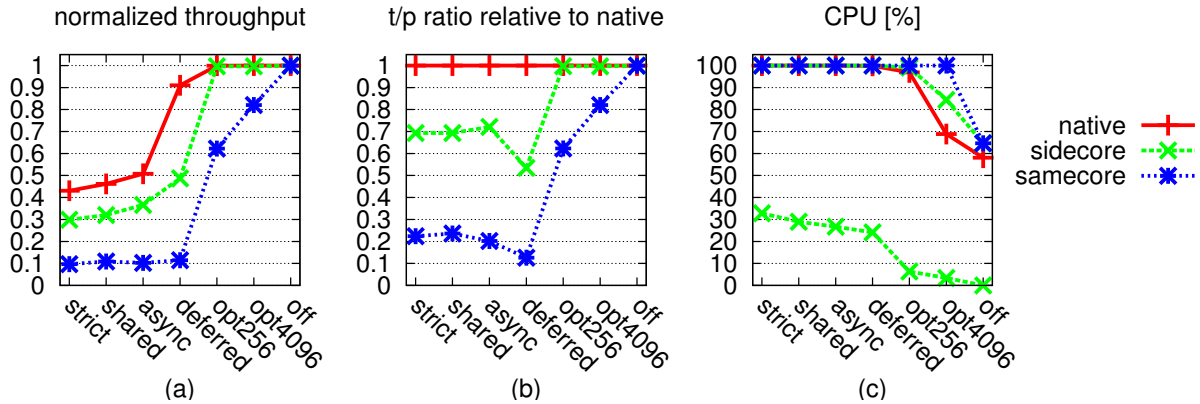 normalized throughput
1
0.9
0.8
0.7
0.6
0.5
0.4
0.3
0.2
0.1
0
strict
shared
async
deferred
opt256
opt4096
off
(a)
t/p ratio relative to native
1
0.9
0.8
0.7
0.6
0.5
0.4
0.3
0.2
0.1
0
strict
shared
async
deferred
opt256
opt4096
off
(b)
CPU [%]
100
90
80
70
60
50
40
30
20
10
0
strict
shared
async
deferred
opt256
opt4096
off
(c)
native
sidecore
samecore